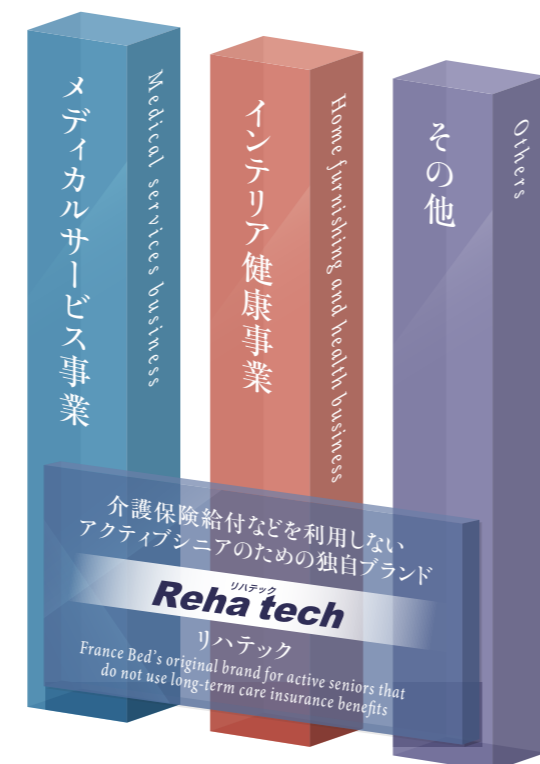 メディカルサービス事業
Medical services business
インテリア健康事業
Home furnishing and health business
その他
Others
介護保険給付などを利用しない
アクティブシニアのための独自ブランド
リハテック
Reha tech
リハテック
France Bed's original brand for active seniors that
do not use long-term care insurance benefits